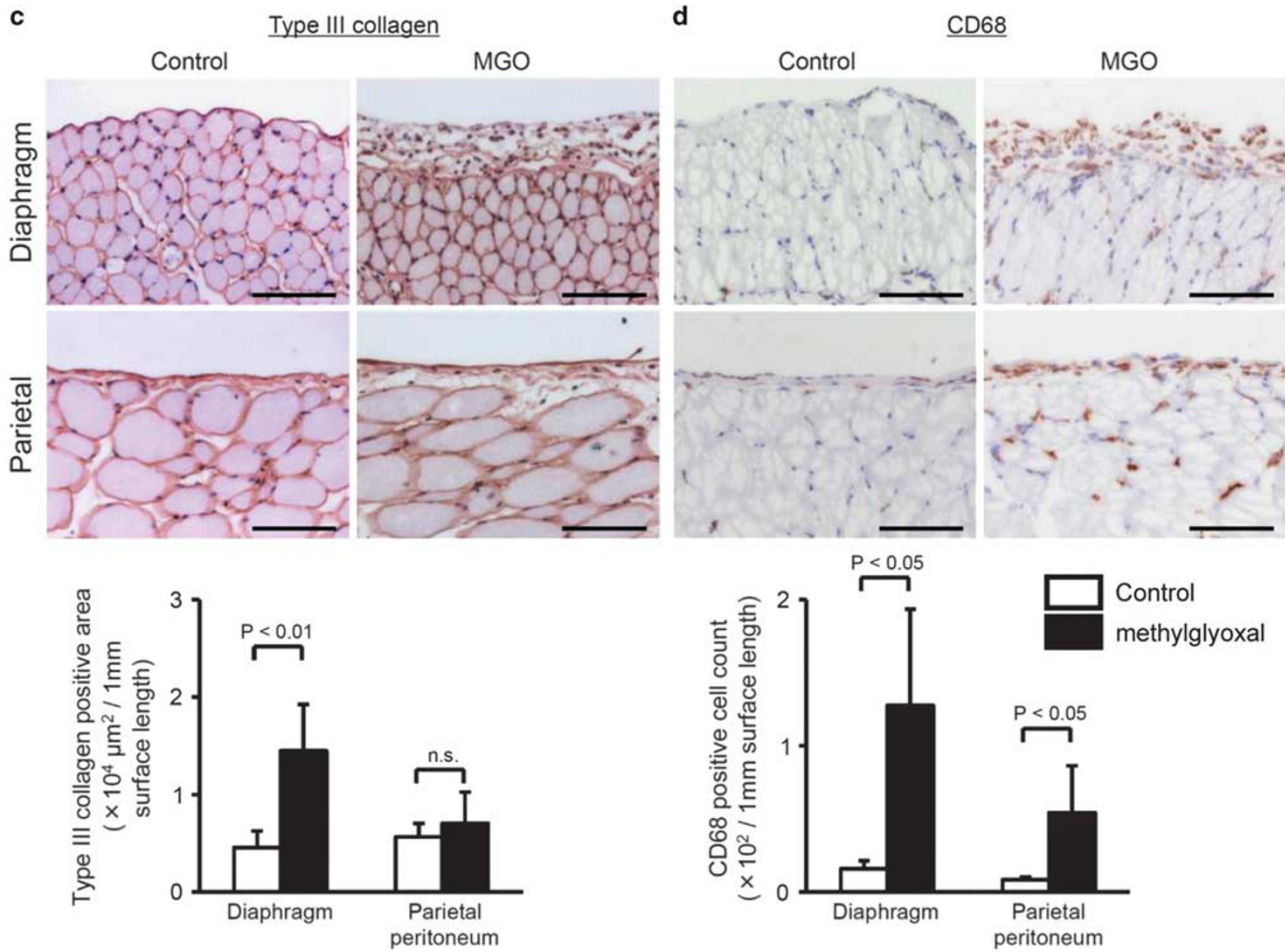 c
Type III collagen
Control
MGO
Diaphragm
Parietal
d
CD68
Control
MGO
Type III collagen positive area
( × 10⁴ µm² / 1mm
surface length)
3
2
1
0
P < 0.01
n.s.
Diaphragm
Parietal
peritoneum
CD68 positive cell count
( × 10² / 1mm surface length)
2
1
0
P < 0.05
P < 0.05
Diaphragm
Parietal
peritoneum
Control
methylglyoxal